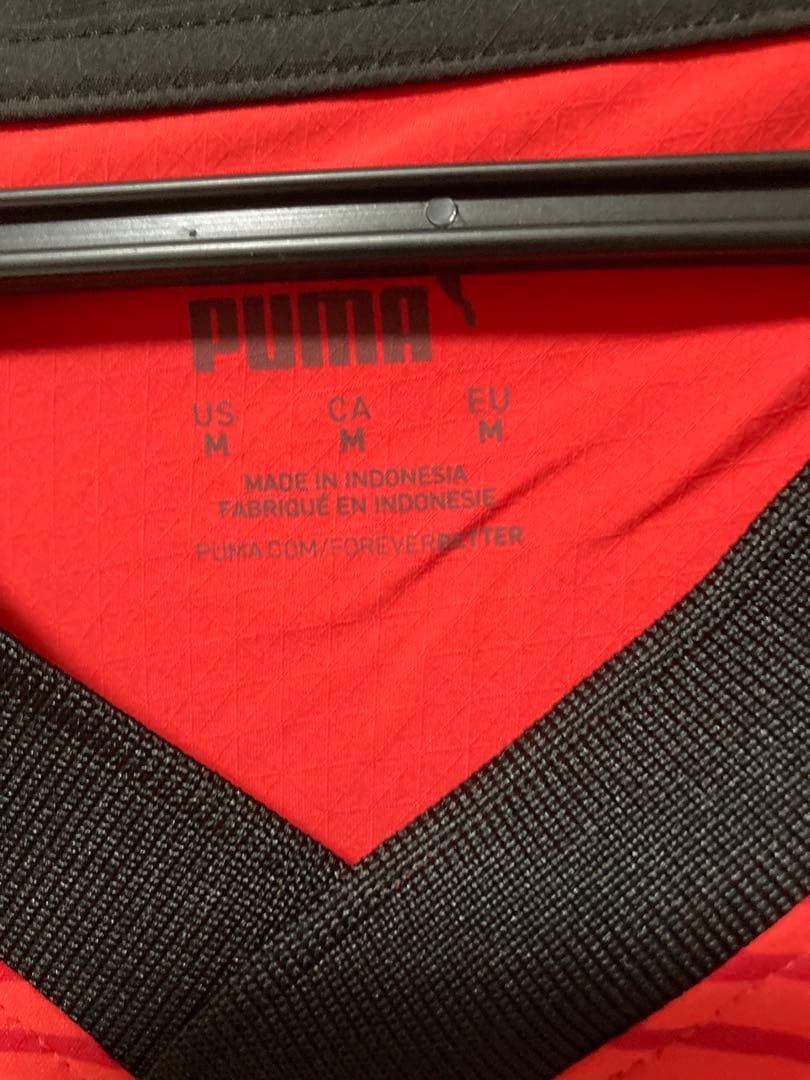 PUMA
US CA EU
M M M
MADE IN INDONESIA
FABRIQUÉ EN INDONESIE
PUMA.COM/FOREVERBETTER